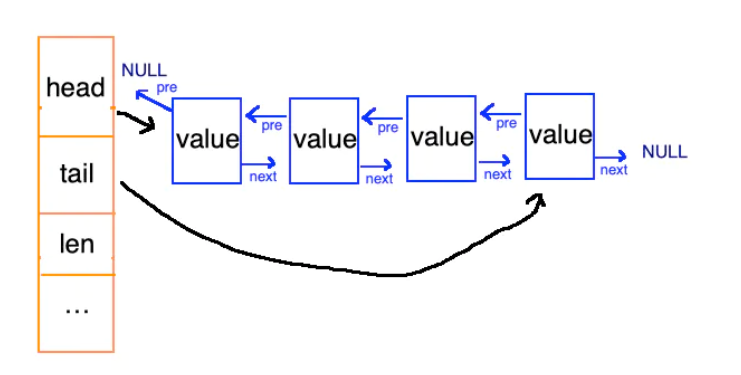 head
tail
len
...
NULL
pre
value
next
pre
value
next
pre
value
next
pre
value
next
NULL